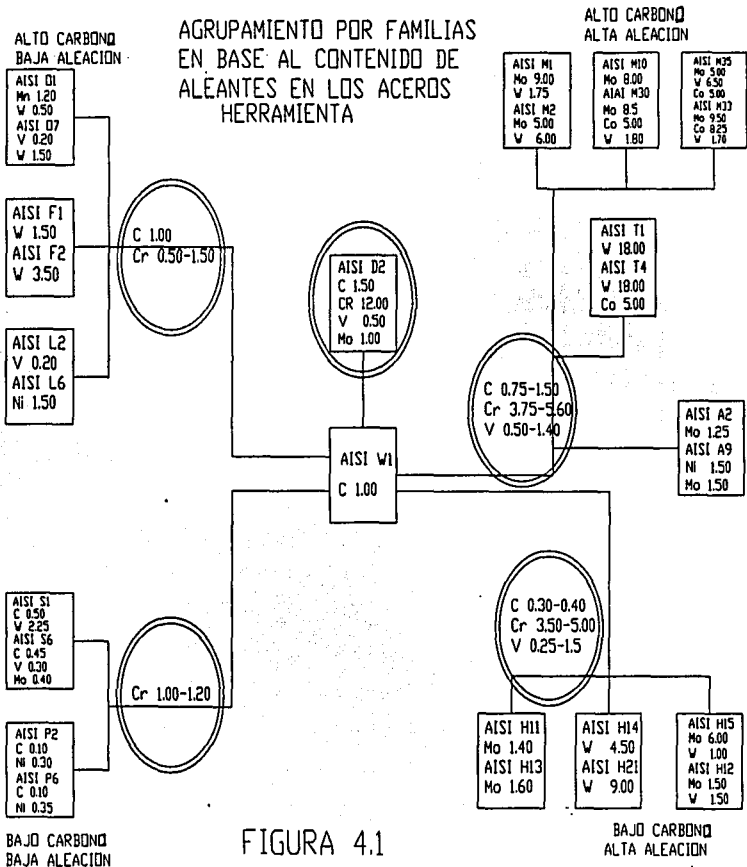 AGRUPAMIENTO POR FAMILIAS
EN BASE AL CONTENIDO DE
ALEANTES EN LOS ACEROS
HERRAMIENTA
ALTO CARBONO
BAJA ALEACION
AISI O1
Mn 1.20
W 0.50
AISI O7
V 0.20
W 1.50
AISI F1
W 1.50
AISI F2
W 3.50
AISI L2
V 0.20
AISI L6
Ni 1.50
C 1.00
Cr 0.50-1.50
AISI D2
C 1.50
CR 12.00
V 0.50
Mo 1.00
AISI W1
C 1.00
ALTO CARBONO
ALTA ALEACION
AISI M1
Mo 9.00
W 1.75
AISI M2
Mo 5.00
W 6.00
AISI M10
Mo 8.00
AIAI M30
Mo 8.5
Co 5.00
W 1.80
AISI M35
Mo 5.00
W 6.50
Co 5.00
AISI M33
Mo 9.50
Co 8.25
W 1.70
AISI T1
W 18.00
AISI T4
W 18.00
Co 5.00
C 0.75-1.50
Cr 3.75-5.60
V 0.50-1.40
AISI A2
Mo 1.25
AISI A9
Ni 1.50
Mo 1.50
AISI S1
C 0.50
W 2.25
AISI S6
C 0.45
V 0.30
Mo 0.40
AISI P2
C 0.10
Ni 0.30
AISI P6
C 0.10
Ni 0.35
Cr 1.00-1.20
BAJO CARBONO
BAJA ALEACION
C 0.30-0.40
Cr 3.50-5.00
V 0.25-1.5
AISI H11
Mo 1.40
AISI H13
Mo 1.60
AISI H14
W 4.50
AISI H21
W 9.00
AISI H15
Mo 6.00
W 1.00
AISI H12
Mo 1.50
W 1.50
BAJO CARBONO
ALTA ALEACION
FIGURA 4.1